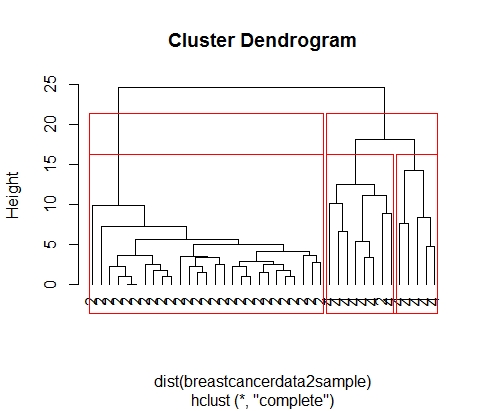 Cluster Dendrogram
Height
25
20
15
10
5
0
dist(breastcancerdata2sample)
hclust (*, "complete")